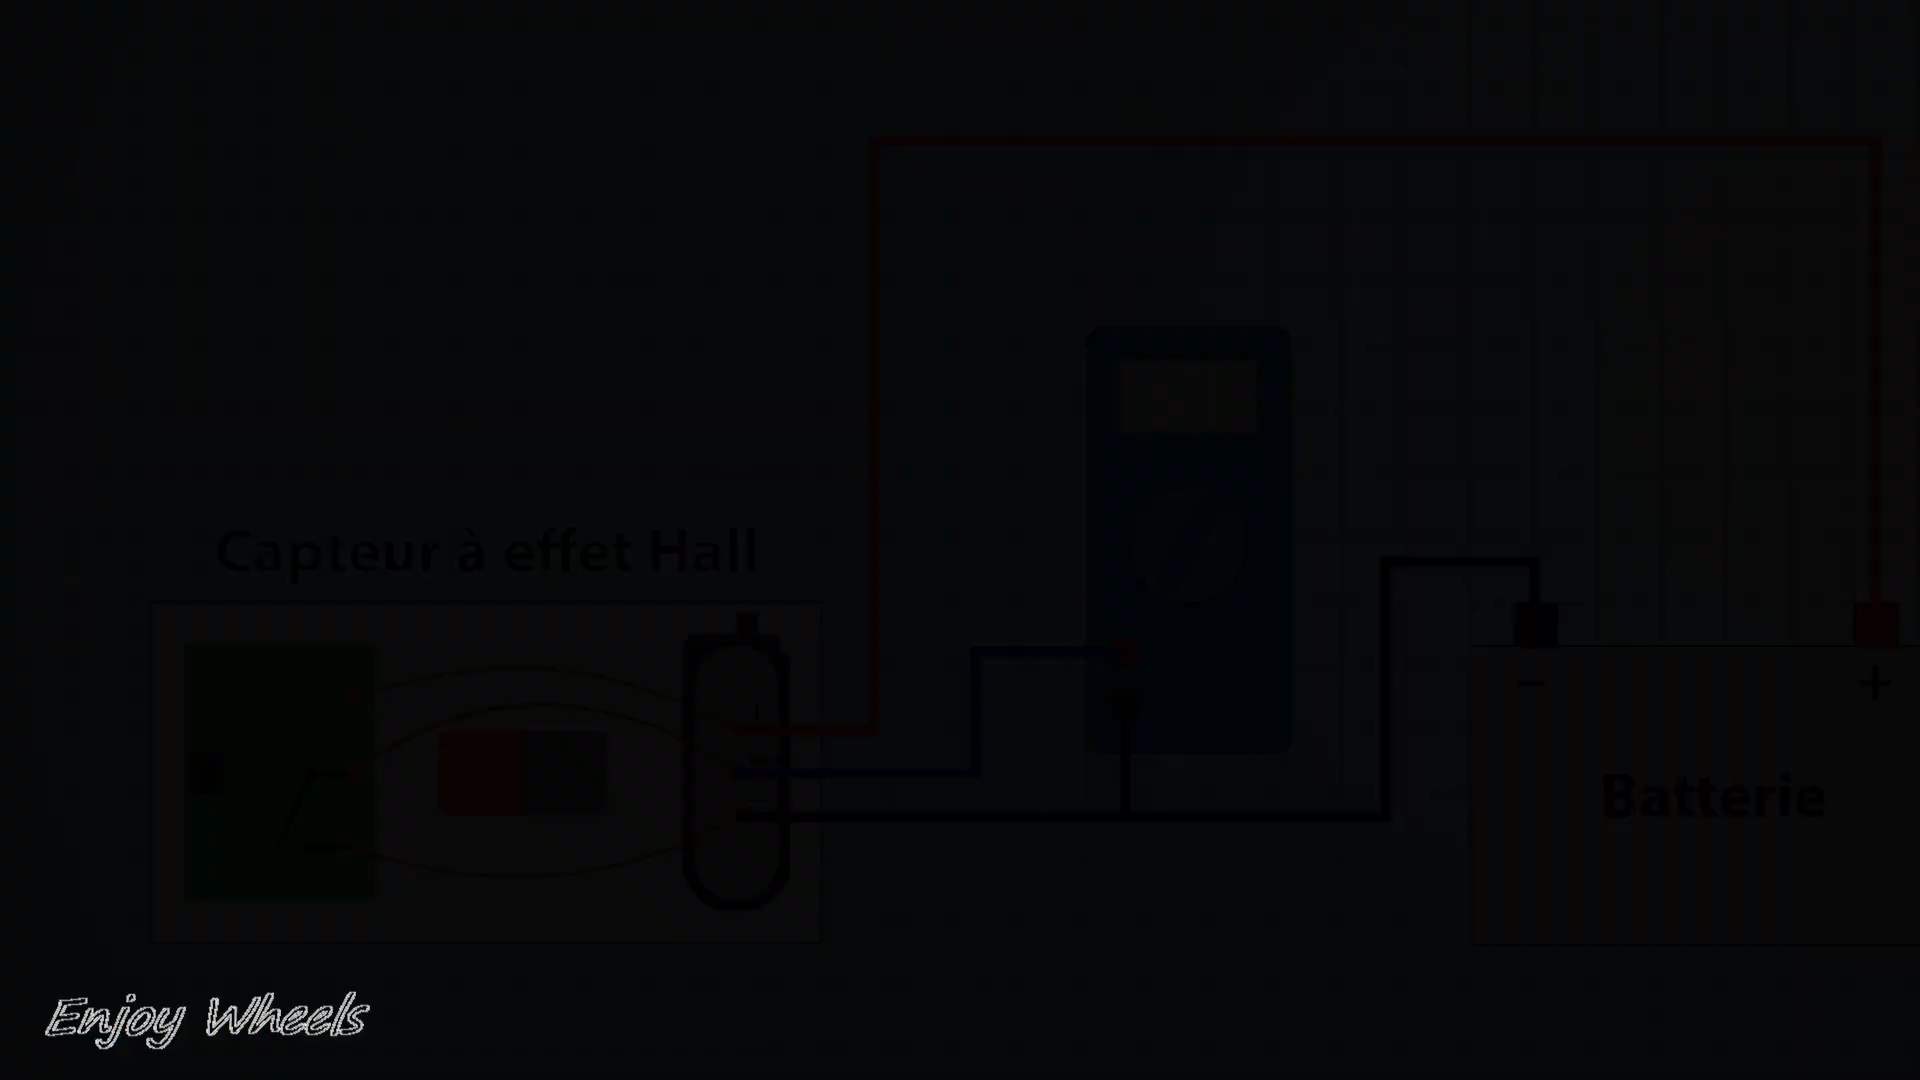 Capteur à effet Hall
− +
Batterie
Enjoy Wheels